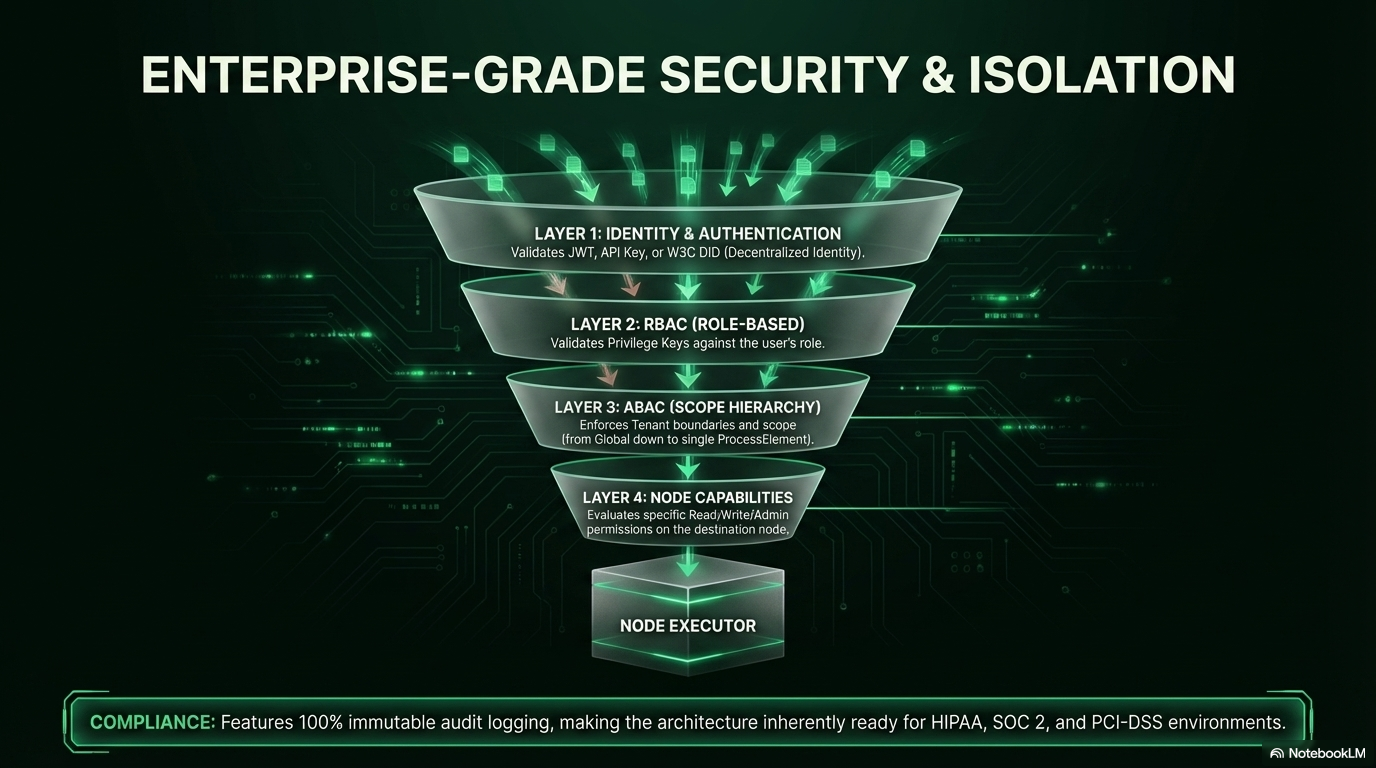 ENTERPRISE-GRADE SECURITY & ISOLATION
LAYER 1: IDENTITY & AUTHENTICATION
Validates JWT, API Key, or W3C DID (Decentralized Identity).
LAYER 2: RBAC (ROLE-BASED)
Validates Privilege Keys against the user's role.
LAYER 3: ABAC (SCOPE HIERARCHY)
Enforces Tenant boundaries and scope
(from Global down to single ProcessElement).
LAYER 4: NODE CAPABILITIES
Evaluates specific Read/Write/Admin
permissions on the destination node.
NODE EXECUTOR
COMPLIANCE: Features 100% immutable audit logging, making the architecture inherently ready for HIPAA, SOC 2, and PCI-DSS environments.
NotebookLM